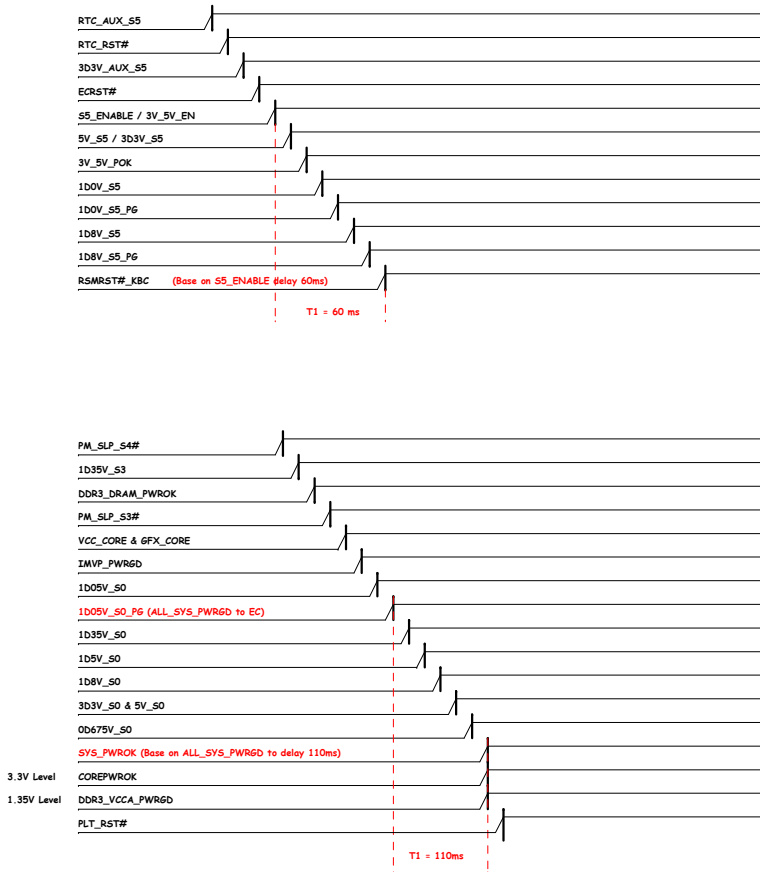 RTC_AUX_S5
RTC_RST#
3D3V_AUX_S5
ECRST#
S5_ENABLE / 3V_5V_EN
5V_S5 / 3D3V_S5
3V_5V_POK
1D0V_S5
1D0V_S5_PG
1D8V_S5
1D8V_S5_PG
RSMRST#_KBC (Base on S5_ENABLE delay 60ms)
T1 = 60 ms
PM_SLP_S4#
1D35V_S3
DDR3_DRAM_PWROK
PM_SLP_S3#
VCC_CORE & GFX_CORE
IMVP_PWRGD
1D05V_S0
1D05V_S0_PG (ALL_SYS_PWRGD to EC)
1D35V_S0
1D5V_S0
1D8V_S0
3D3V_S0 & 5V_S0
0D675V_S0
SYS_PWROK (Base on ALL_SYS_PWRGD to delay 110ms)
3.3V Level COREPWROK
1.35V Level DDR3_VCCA_PWRGD
PLT_RST#
T1 = 110ms